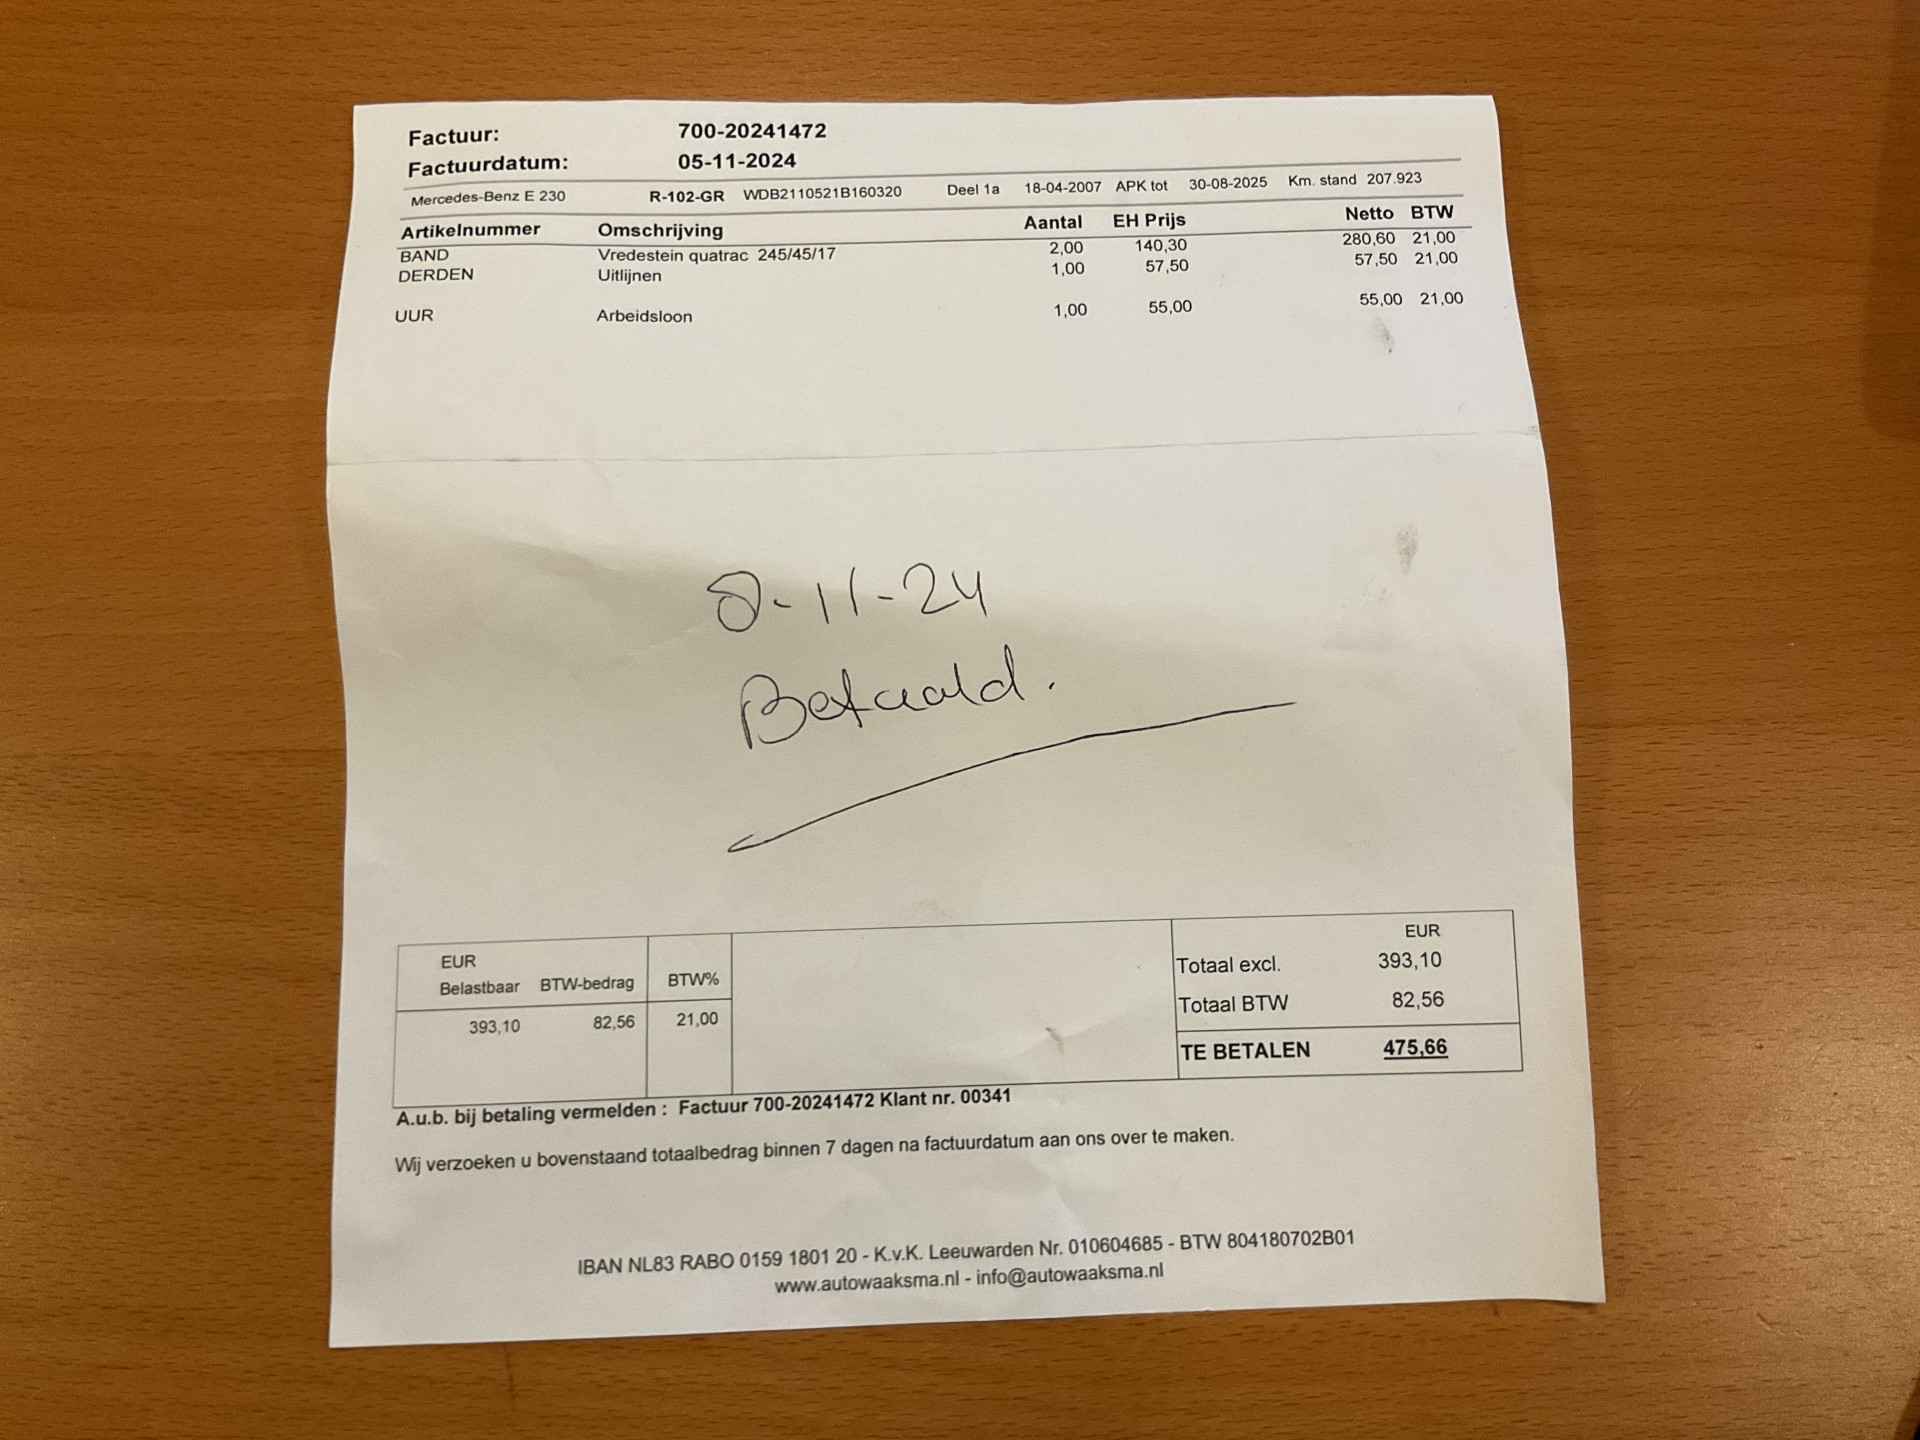 Factuur: 700-20241472
Factuurdatum: 05-11-2024
Mercedes-Benz E 230 R-102-GR WDB2110521B160320 Deel 1a 18-04-2007 APK tot 30-08-2025 Km. stand 207.923
Artikelnummer Omschrijving Aantal EH Prijs Netto BTW
BAND Vredestein quatrac 245/45/17 2,00 140,30 280,60 21,00
DERDEN Uitlijnen 1,00 57,50 57,50 21,00
UUR Arbeidsloon 1,00 55,00 55,00 21,00
8-11-24
Betaald.
EUR
Belastbaar BTW-bedrag BTW%
393,10 82,56 21,00
EUR
Totaal excl. 393,10
Totaal BTW 82,56
TE BETALEN 475,66
A.u.b. bij betaling vermelden : Factuur 700-20241472 Klant nr. 00341
Wij verzoeken u bovenstaand totaalbedrag binnen 7 dagen na factuurdatum aan ons over te maken.
IBAN NL83 RABO 0159 1801 20 - K.v.K. Leeuwarden Nr. 010604685 - BTW 804180702B01
www.autowaaksma.nl - info@autowaaksma.nl